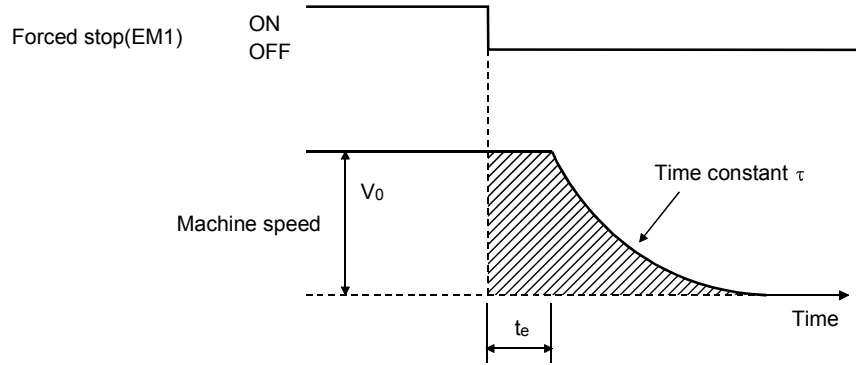 Forced stop(EM1)
ON
OFF
Machine speed
V0
Time constant τ
Time
te